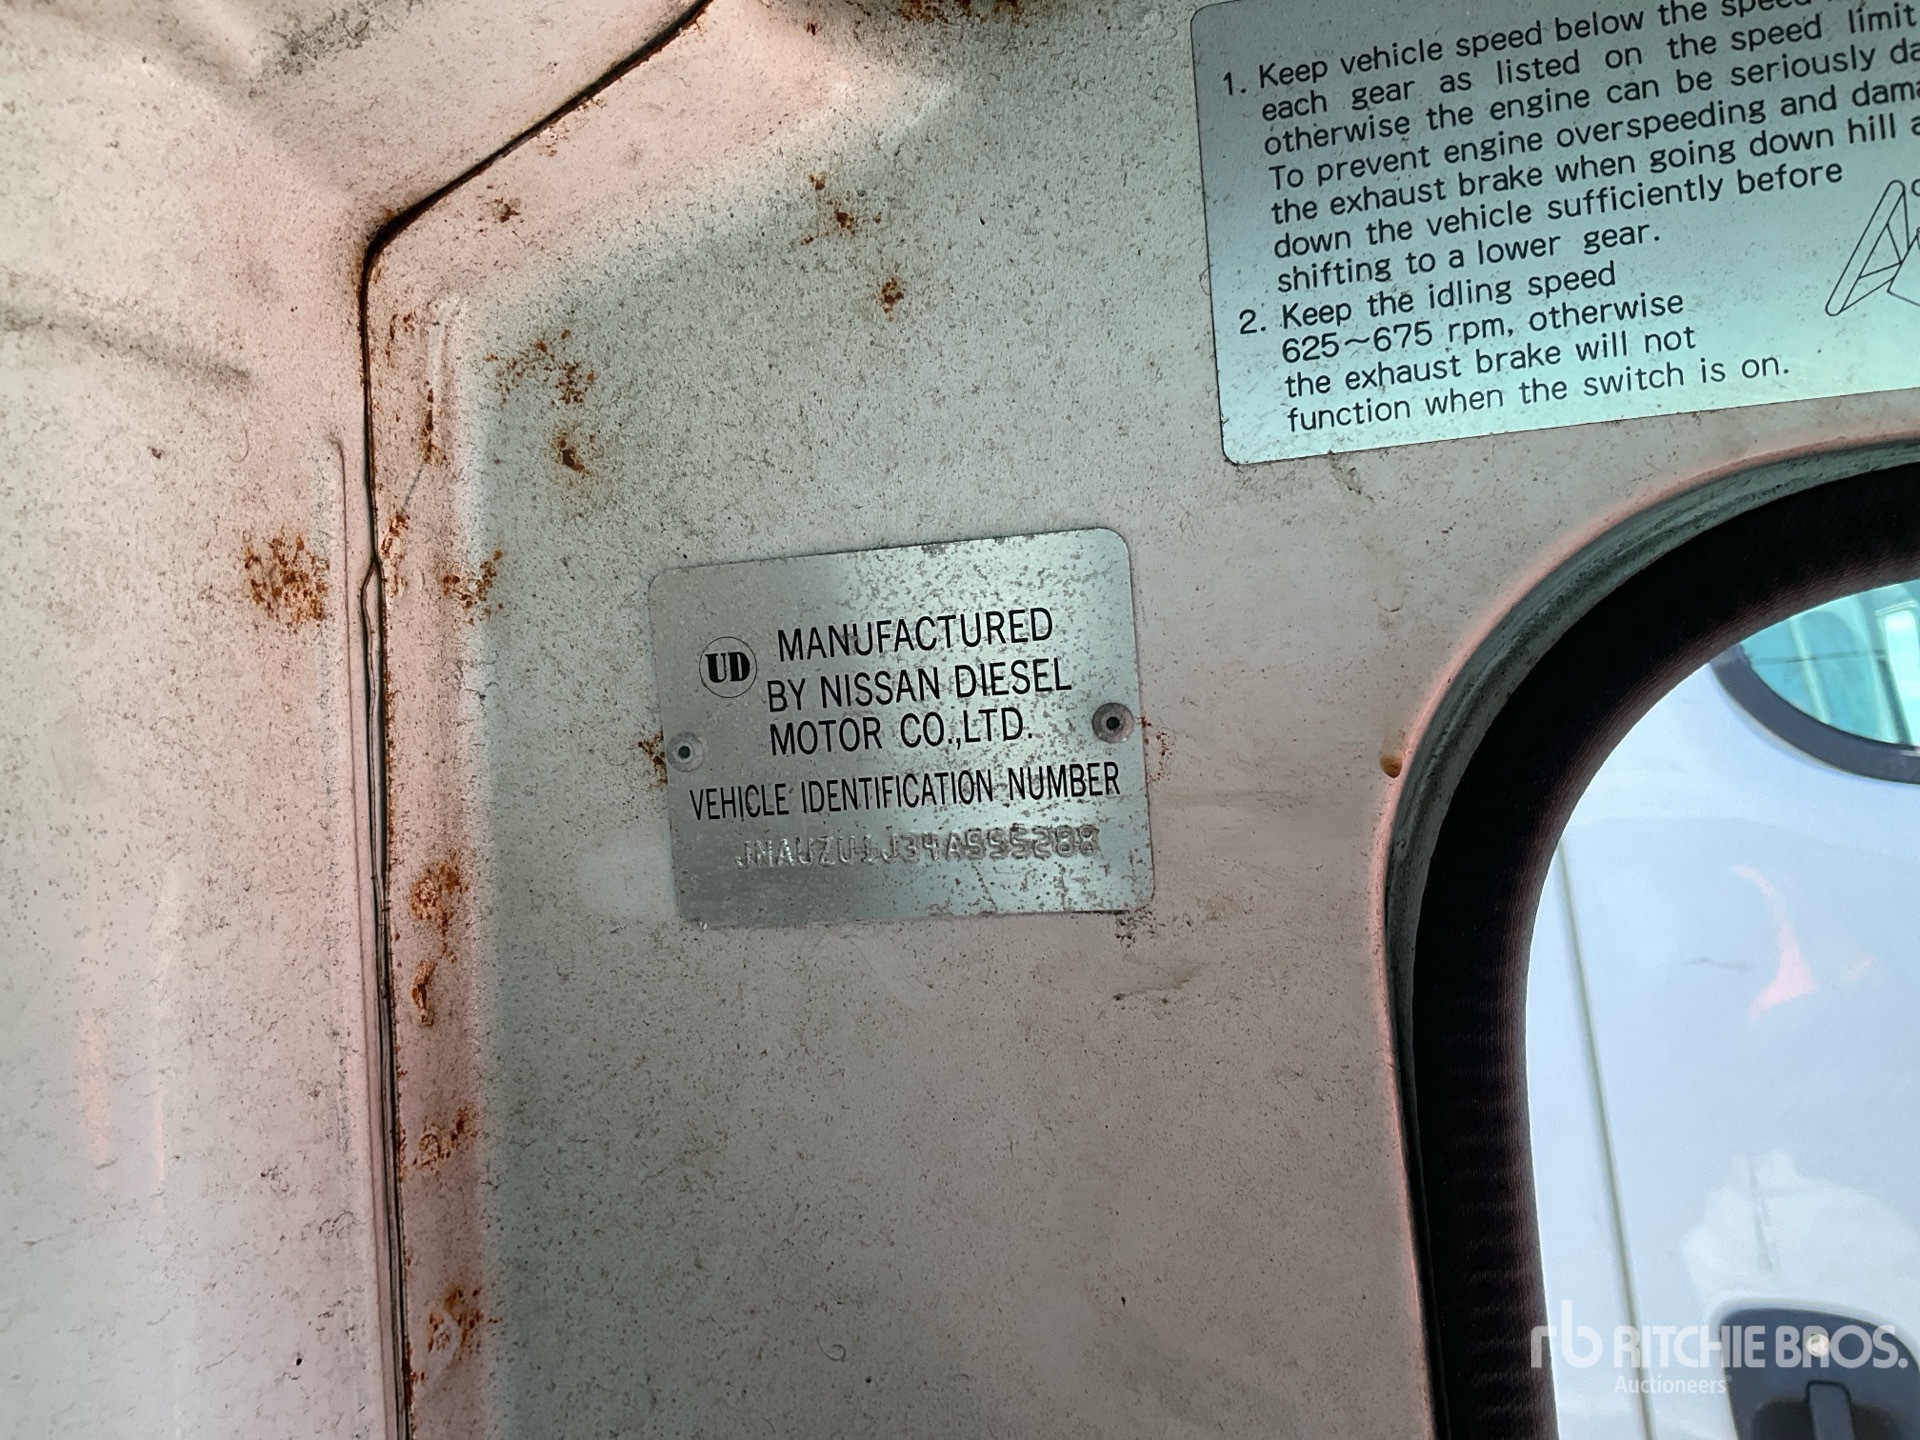 1. Keep vehicle speed below the speed
each gear as listed on the speed limit
otherwise the engine can be seriously
To prevent engine overspeeding and
the exhaust brake when going down hill
down the vehicle sufficiently before
shifting to a lower gear.
2. Keep the idling speed
625~675 rpm, otherwise
the exhaust brake will not
function when the switch is on.
UD MANUFACTURED
BY NISSAN DIESEL
MOTOR CO.,LTD.
VEHICLE IDENTIFICATION NUMBER
JNAUZU1J34A555288
rb RITCHIE BROS.
Auctioneers